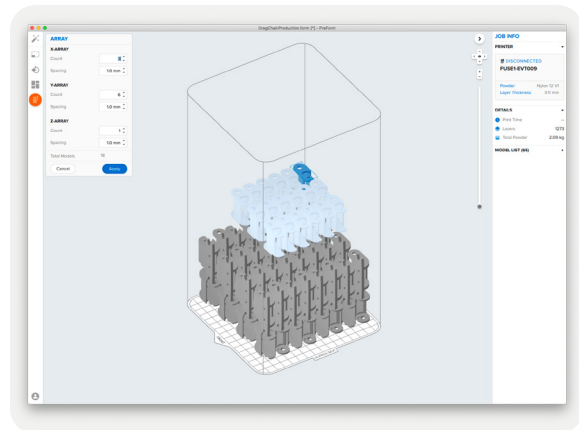 DragChainProduction.form (*) - PreForm
ARRAY
X-ARRAY
Count
Spacing 1.0 mm
Y-ARRAY
Count 6
Spacing 1.0 mm
Z-ARRAY
Count 1
Spacing 1.0 mm
Total Models
Cancel Apply
JOB INFO
PRINTER
DISCONNECTED
FUSE1-EVT009
Powder Nylon 12 V1
Layer Thickness 0.11 mm
DETAILS
Print Time --
Layers 1273
Total Powder 2.09 kg
MODEL LIST (65)